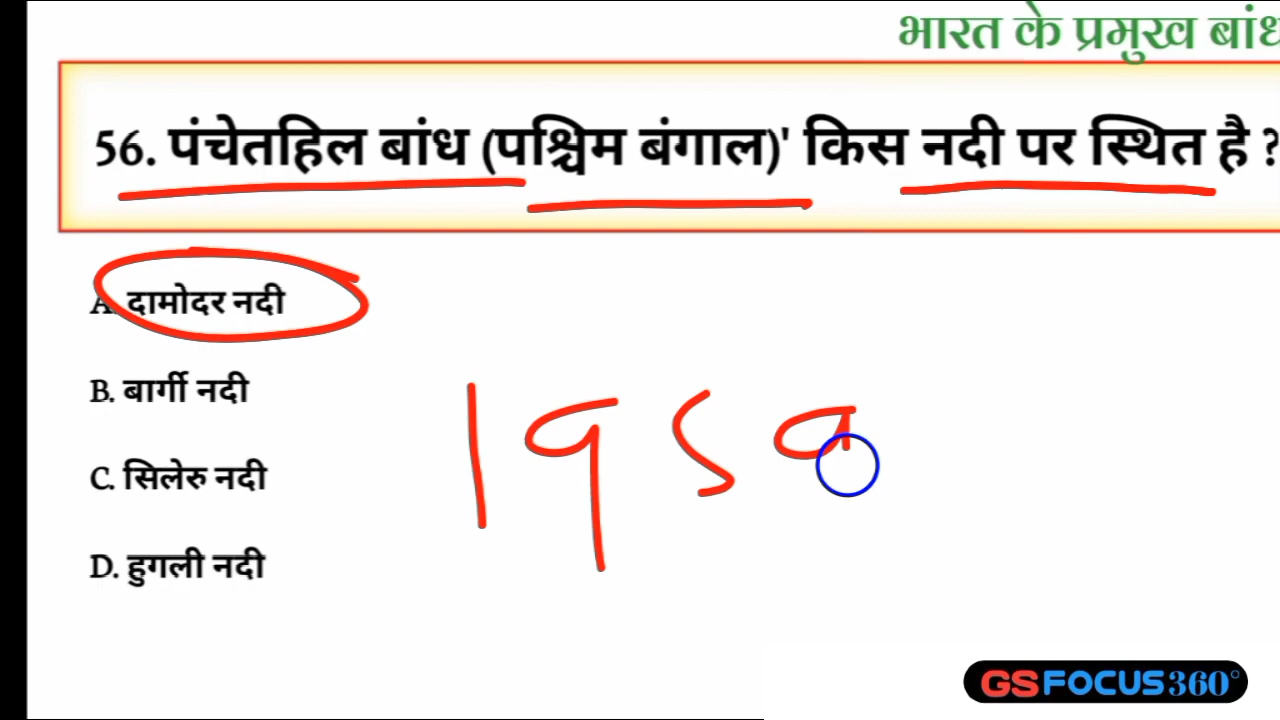 भारत के प्रमुख बांध
56. पंचेतहिल बांध (पश्चिम बंगाल)' किस नदी पर स्थित है ?
A. दामोदर नदी
B. बार्गी नदी
1959
C. सिलेरु नदी
D. हुगली नदी
GSFOCUS360°